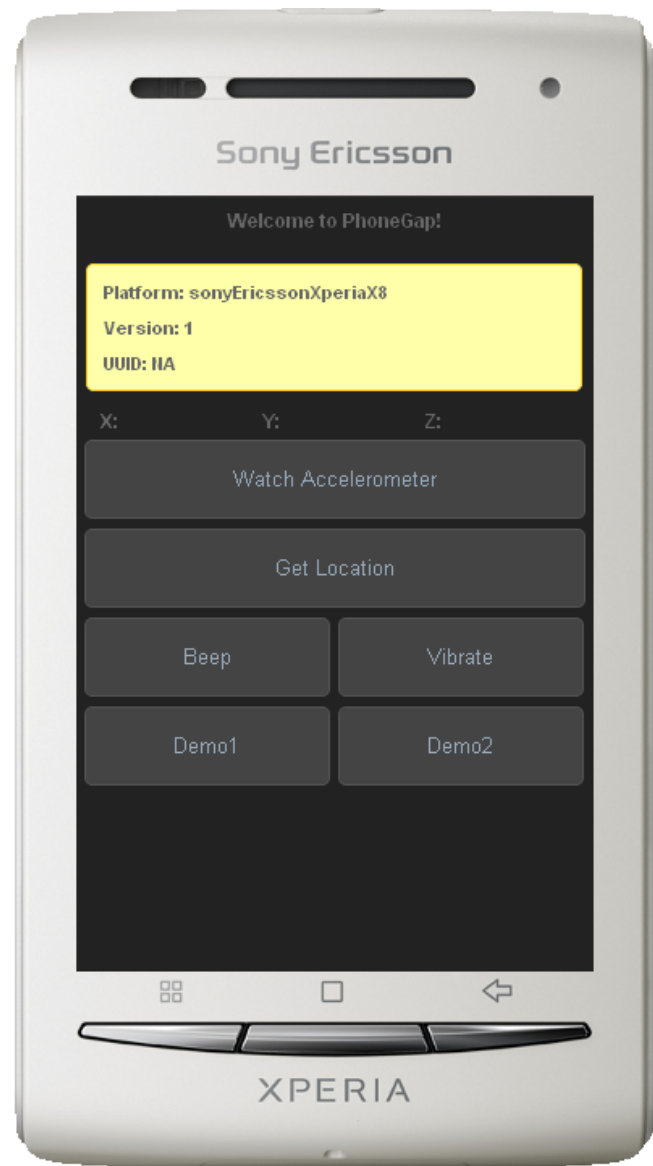 Sony Ericsson
Welcome to PhoneGap!
Platform: sonyEricssonXperiaX8
Version: 1
UUID: NA
X: Y: Z:
Watch Accelerometer
Get Location
Beep Vibrate
Demo1 Demo2
XPERIA